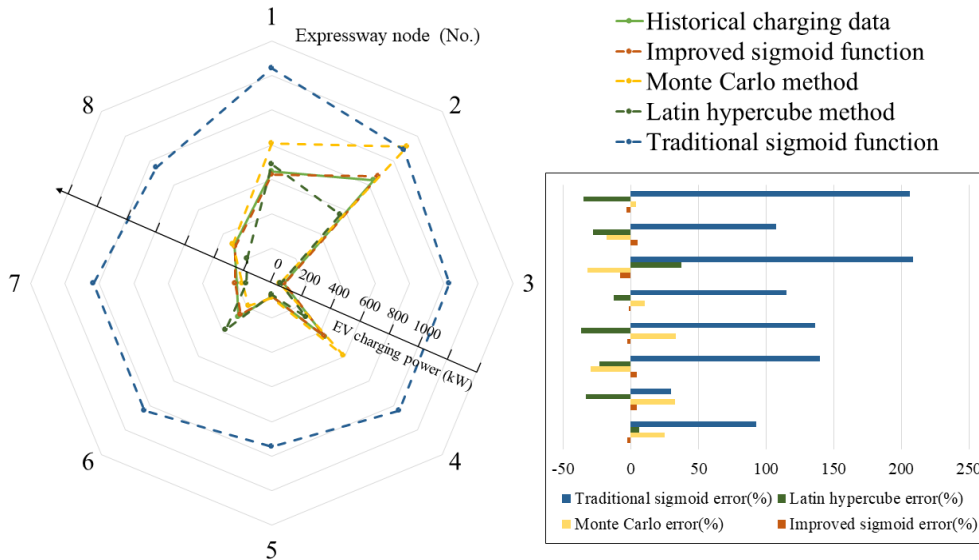 1
Expressway node (No.)
2
8
7
3
6
4
5
0
200
400
600
800
1000
EV charging power (kW)
Historical charging data
Improved sigmoid function
Monte Carlo method
Latin hypercube method
Traditional sigmoid function
-50 0 50 100 150 200 250
Traditional sigmoid error(%) Latin hypercube error(%)
Monte Carlo error(%) Improved sigmoid error(%)